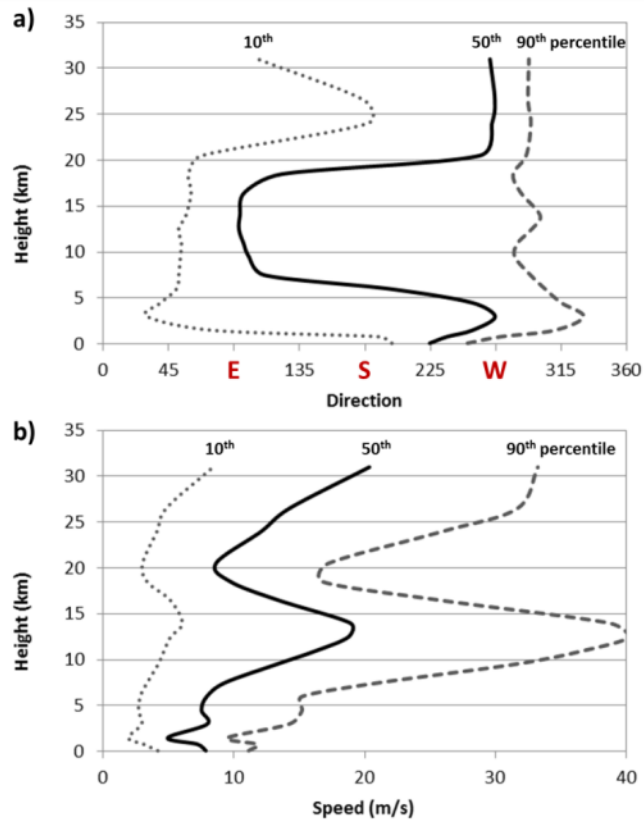 a)
10th
50th
90th percentile
35
30
25
20
15
10
5
0
Height (km)
0 45 E 135 S 225 W 315 360
Direction
b)
10th
50th
90th percentile
35
30
25
20
15
10
5
0
Height (km)
0 10 20 30 40
Speed (m/s)